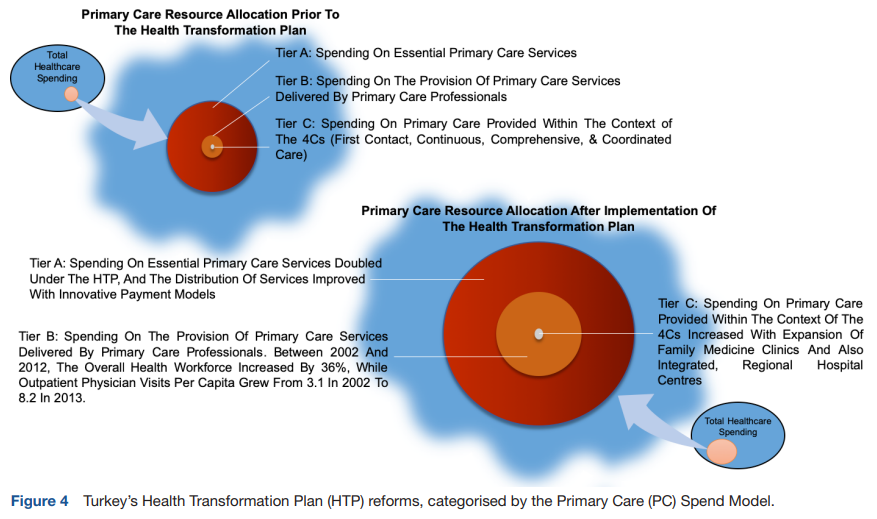 Primary Care Resource Allocation Prior To
The Health Transformation Plan
Total
Healthcare
Spending
Tier A: Spending On Essential Primary Care Services
Tier B: Spending On The Provision Of Primary Care Services
Delivered By Primary Care Professionals
Tier C: Spending On Primary Care Provided Within The Context of
The 4Cs (First Contact, Continuous, Comprehensive, & Coordinated
Care)
Primary Care Resource Allocation After Implementation Of
The Health Transformation Plan
Tier A: Spending On Essential Primary Care Services Doubled
Under The HTP, And The Distribution Of Services Improved
With Innovative Payment Models
Tier B: Spending On The Provision Of Primary Care Services
Delivered By Primary Care Professionals. Between 2002 And
2012, The Overall Health Workforce Increased By 36%, While
Outpatient Physician Visits Per Capita Grew From 3.1 In 2002 To
8.2 In 2013.
Tier C: Spending On Primary Care
Provided Within The Context Of The
4Cs Increased With Expansion Of
Family Medicine Clinics And Also
Integrated, Regional Hospital
Centres
Total Healthcare
Spending
Figure 4 Turkey's Health Transformation Plan (HTP) reforms, categorised by the Primary Care (PC) Spend Model.